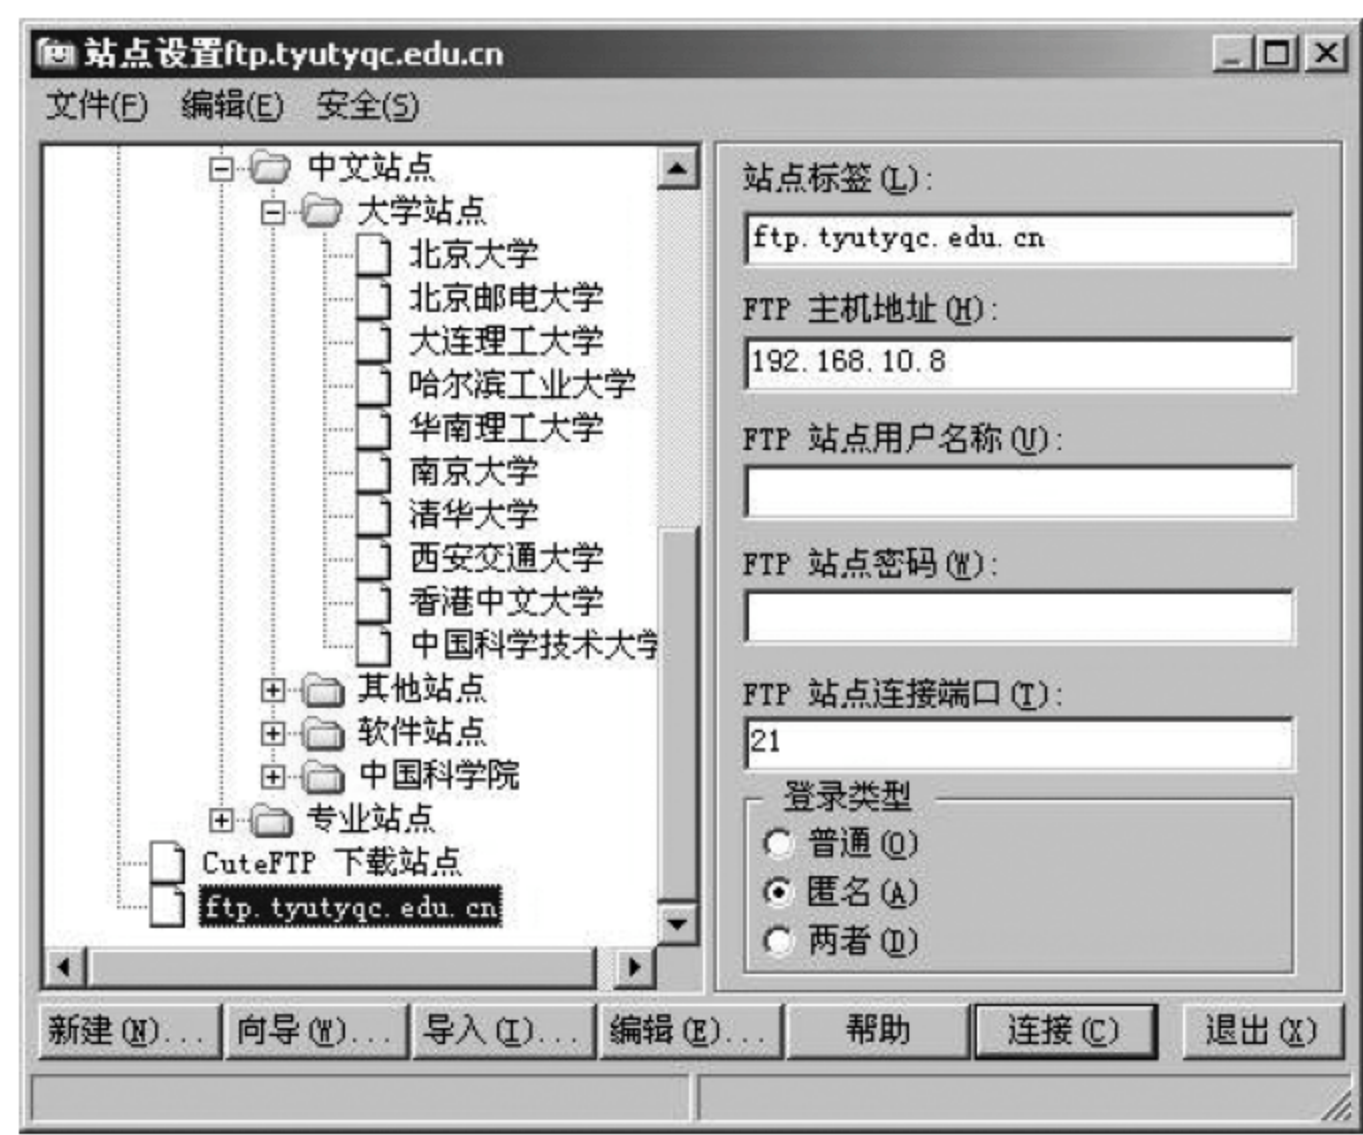 站点设置ftp.tyutyqc.edu.cn
文件(F) 编辑(E) 安全(S)
中文站点
大学站点
北京大学
北京邮电大学
大连理工大学
哈尔滨工业大学
华南理工大学
南京大学
清华大学
西安交通大学
香港中文大学
中国科学技术大学
其他站点
软件站点
中国科学院
专业站点
CuteFTP 下载站点
ftp.tyutyqc.edu.cn
站点标签(L):
ftp.tyutyqc.edu.cn
FTP 主机地址(H):
192.168.10.8
FTP 站点用户名称(U):
FTP 站点密码(W):
FTP 站点连接端口(T):
21
登录类型
普通(O)
匿名(A)
两者(D)
新建(N)... 向导(W)... 导入(I)... 编辑(E)... 帮助 连接(C) 退出(X)